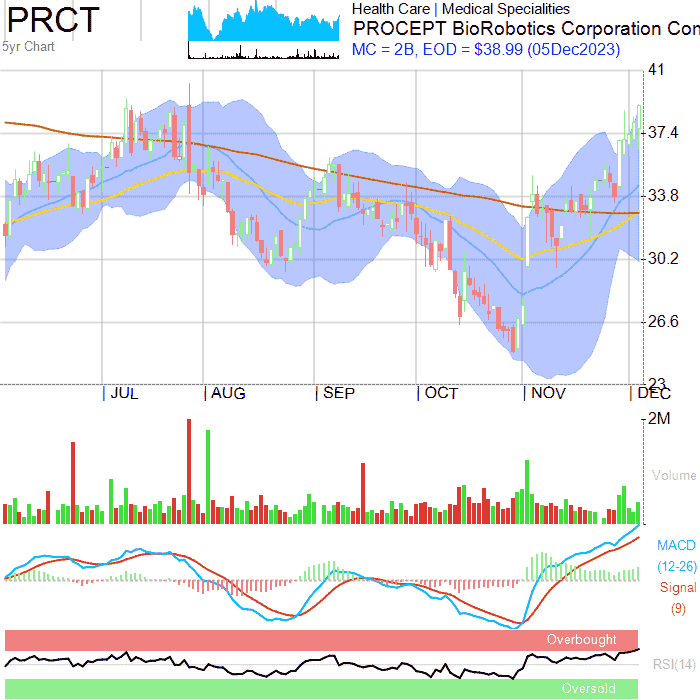 PRCT
5yr Chart
Health Care | Medical Specialities
PROCEPT BioRobotics Corporation Con
MC = 2B, EOD = $38.99 (05Dec2023)
41
37.4
33.8
30.2
26.6
23
JUL AUG SEP OCT NOV DEC
2M
Volume
MACD
(12-26)
Signal
(9)
Overbought
RSI(14)
Oversold